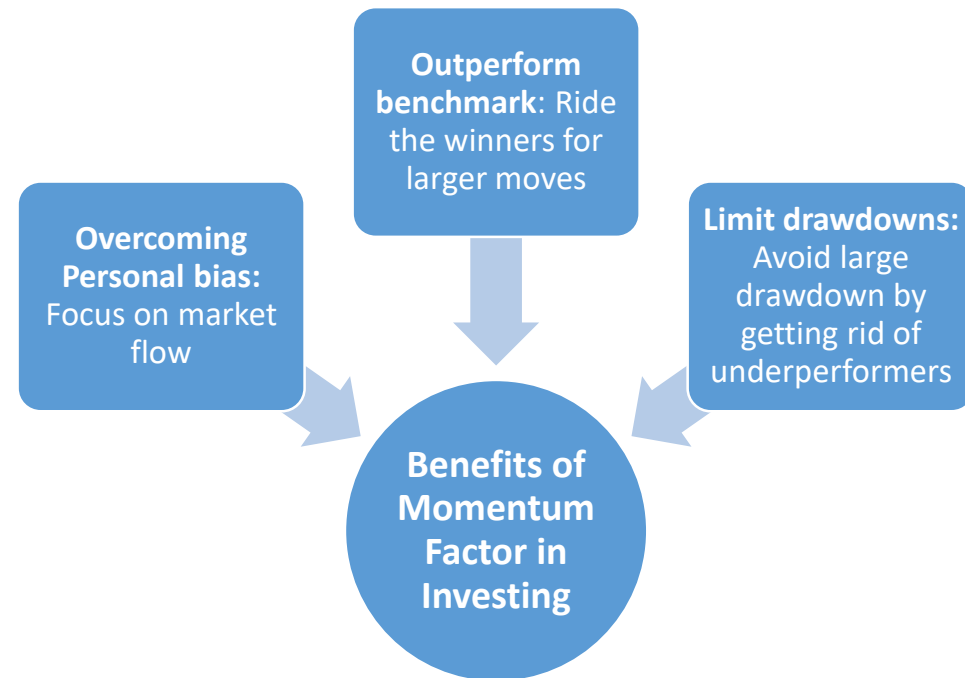 Overcoming
Personal bias:
Focus on market
flow
Outperform
benchmark: Ride
the winners for
larger moves
Limit drawdowns:
Avoid large
drawdown by
getting rid of
underperformers
Benefits of
Momentum
Factor in
Investing